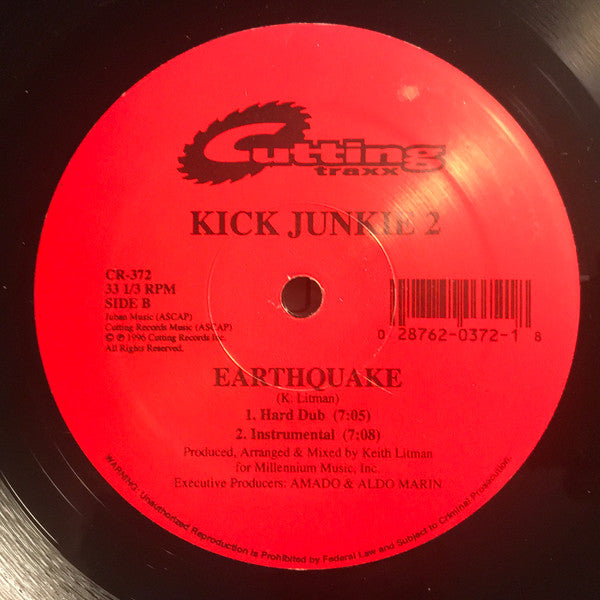 Cutting
traxx
KICK JUNKIE 2
CR-372
33 1/3 RPM
SIDE B
Juban Music (ASCAP)
Cutting Records Music (ASCAP)
© ℗ 1996 Cutting Records Inc.
All Rights Reserved.
0 28762-0372-1 8
EARTHQUAKE
(K. Litman)
1. Hard Dub (7:05)
2. Instrumental (7:08)
Produced, Arranged & Mixed by Keith Litman
for Millennium Music, Inc.
Executive Producers: AMADO & ALDO MARIN
WARNING: Unauthorized Reproduction is Prohibited by Federal Law and Subject to Criminal Prosecution.